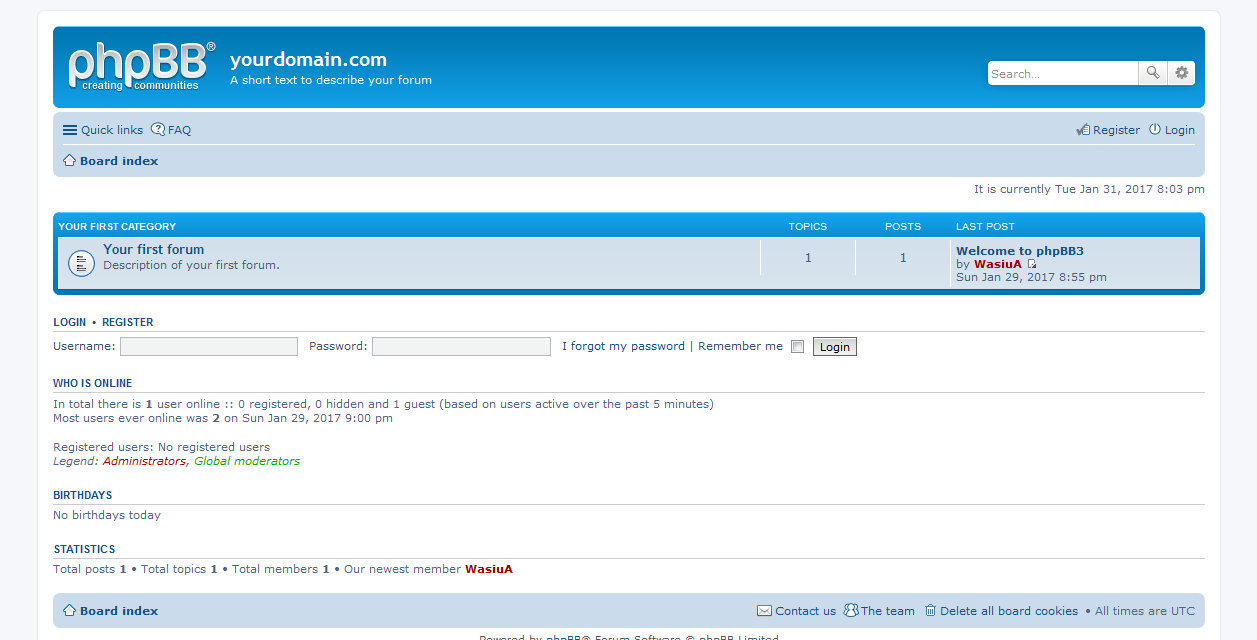 phpBB®
creating communities
yourdomain.com
A short text to describe your forum
Search...
Quick links FAQ Register Login
Board index
It is currently Tue Jan 31, 2017 8:03 pm
YOUR FIRST CATEGORY TOPICS POSTS LAST POST
Your first forum
Description of your first forum.
1 1
Welcome to phpBB3
by WasiuA
Sun Jan 29, 2017 8:55 pm
LOGIN • REGISTER
Username: Password: I forgot my password | Remember me Login
WHO IS ONLINE
In total there is 1 user online :: 0 registered, 0 hidden and 1 guest (based on users active over the past 5 minutes)
Most users ever online was 2 on Sun Jan 29, 2017 9:00 pm
Registered users: No registered users
Legend: Administrators, Global moderators
BIRTHDAYS
No birthdays today
STATISTICS
Total posts 1 • Total topics 1 • Total members 1 • Our newest member WasiuA
Board index Contact us The team Delete all board cookies • All times are UTC
Powered by phpBB® Forum Software © phpBB Limited